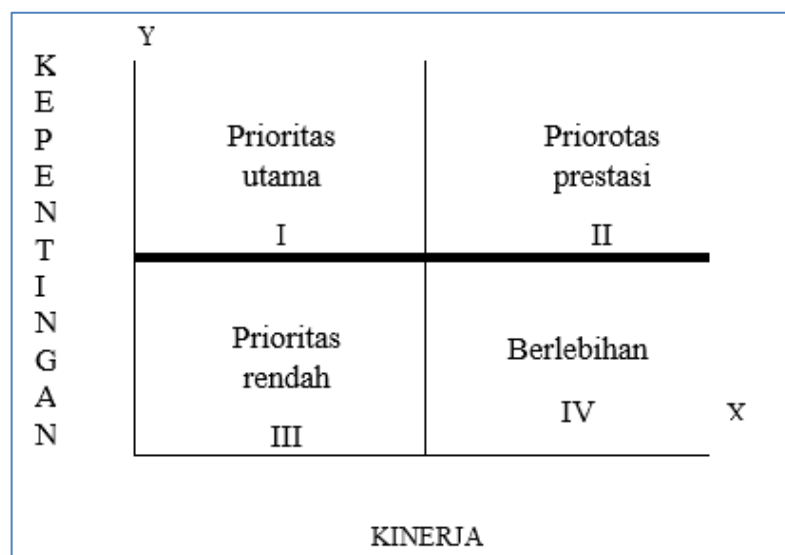 Y
K
E
P
E
N
T
I
N
G
A
N
Prioritas
utama
I
Priorotas
prestasi
II
Prioritas
rendah
III
Berlebihan
IV
X
KINERJA